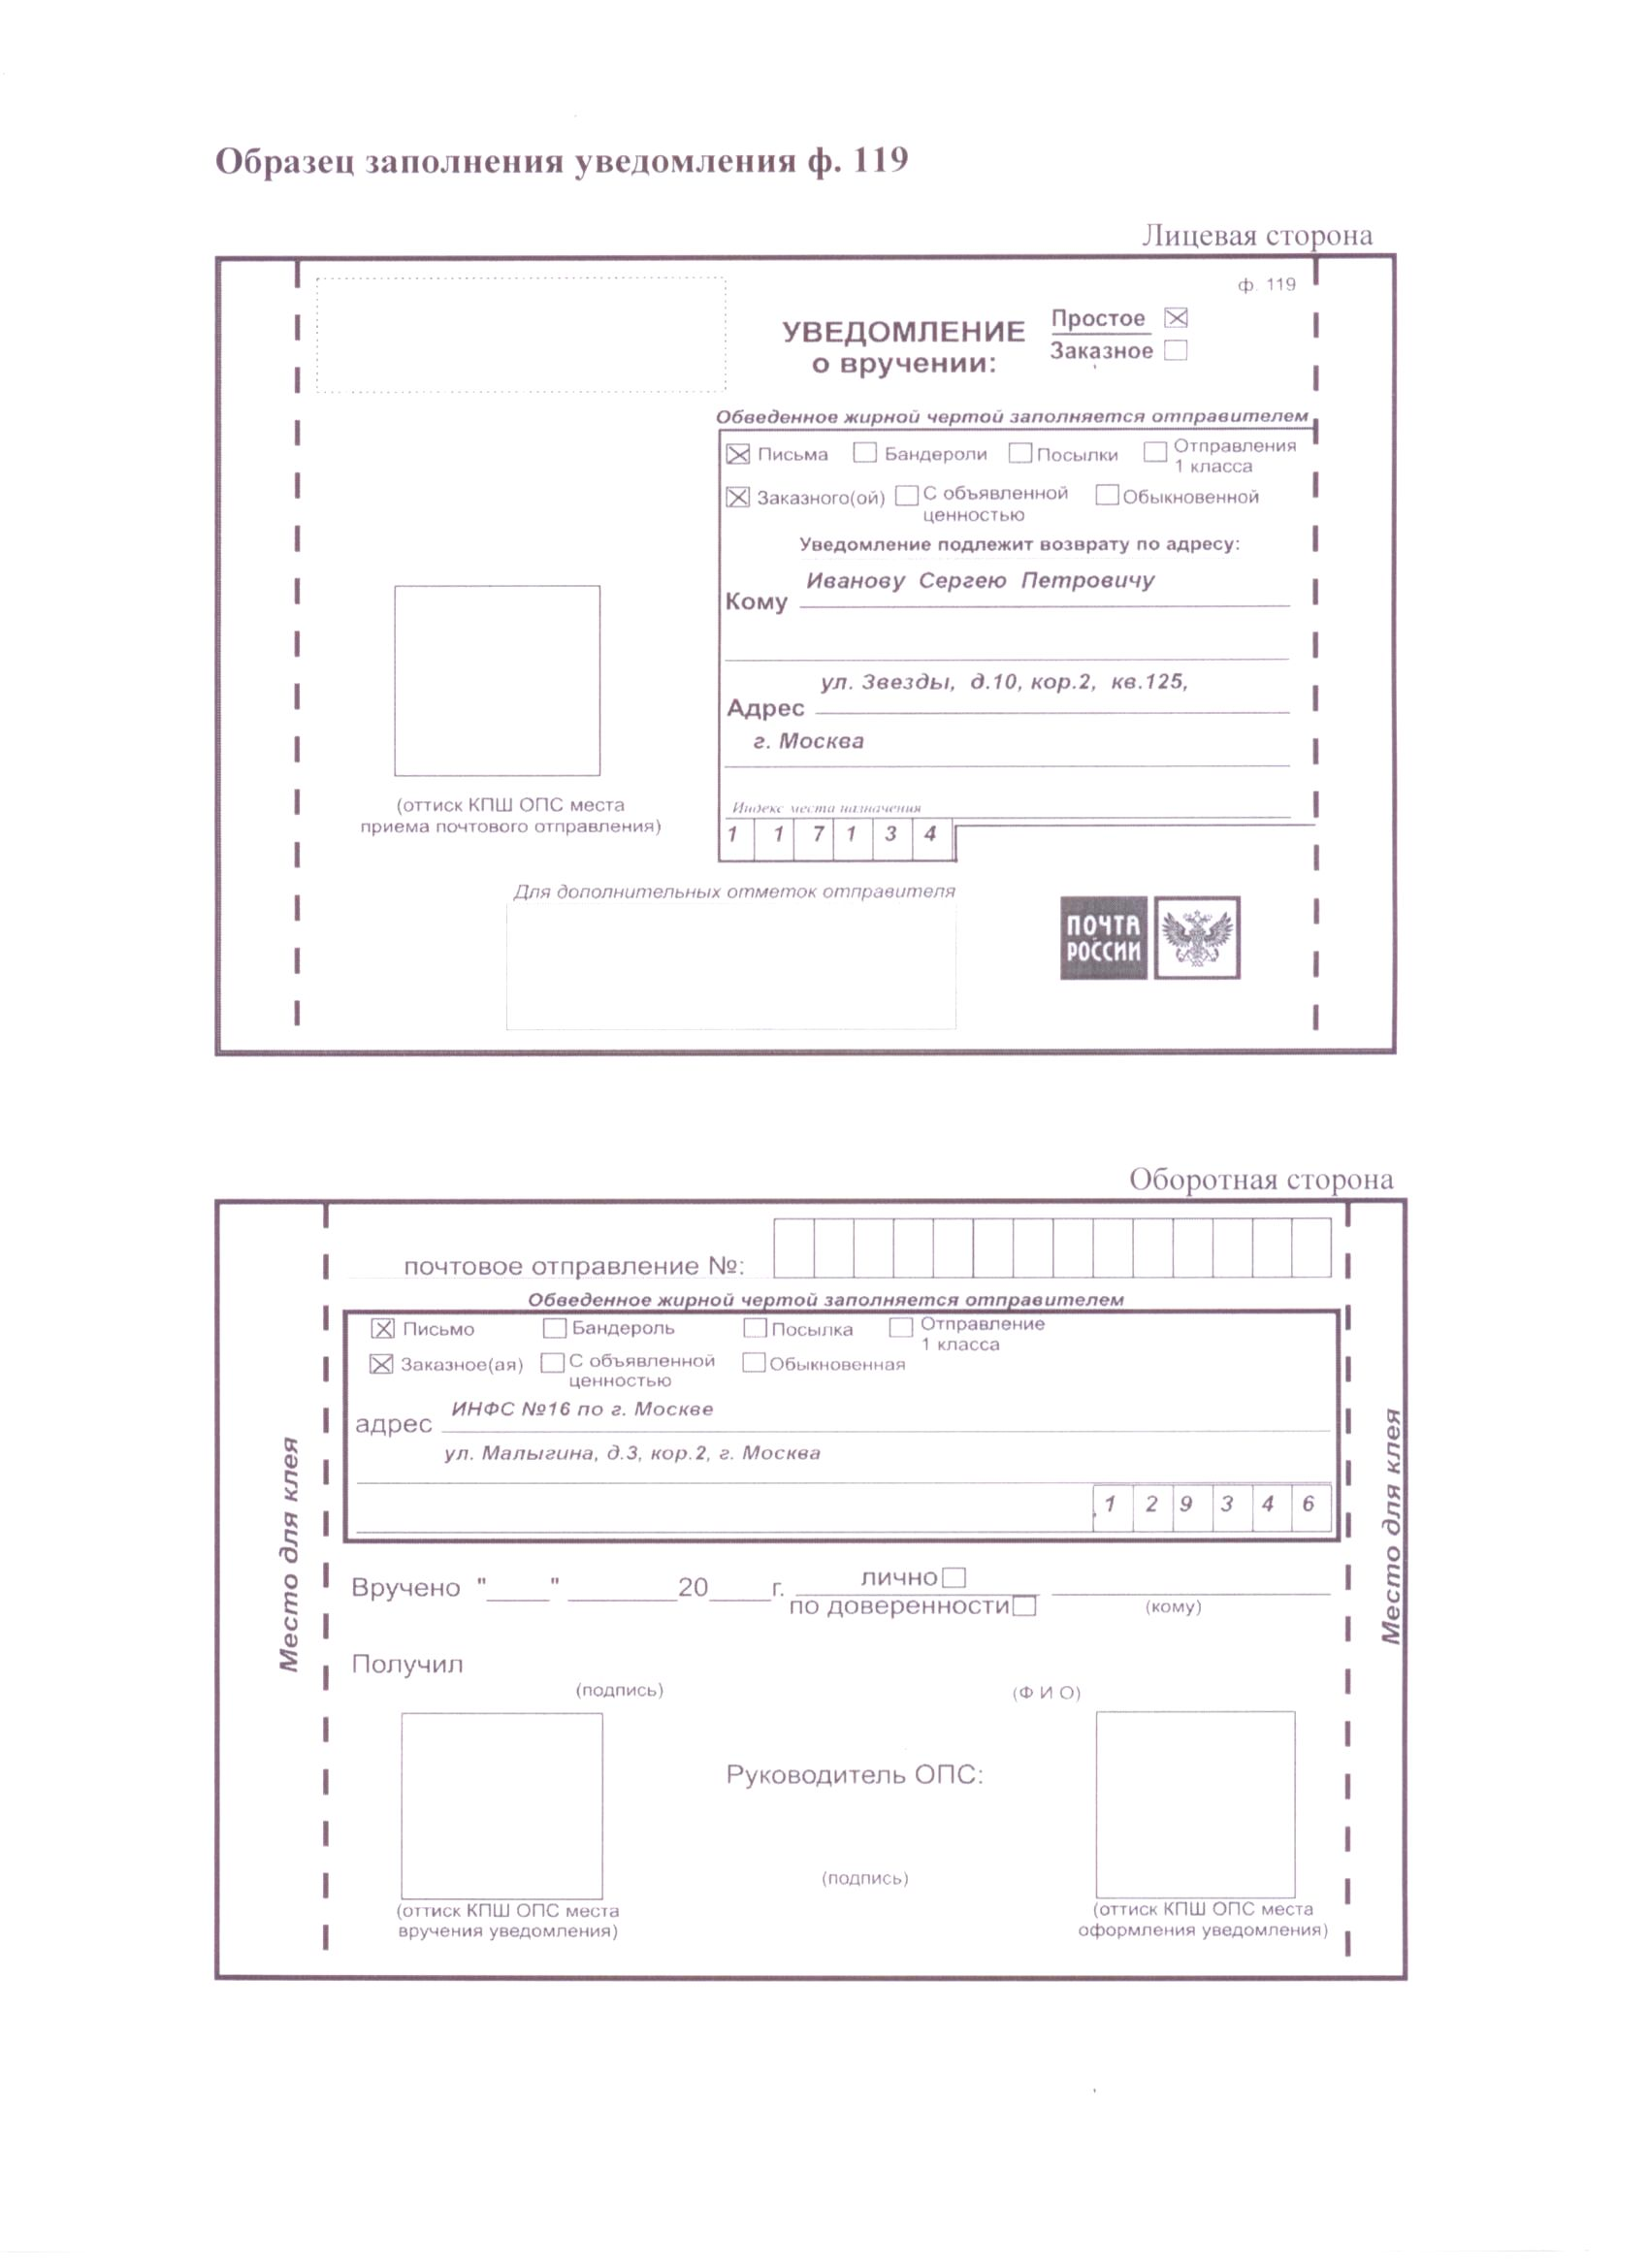 Образец заполнения уведомления ф. 119
Лицевая сторона
ф. 119
УВЕДОМЛЕНИЕ
о вручении:
Простое
Заказное
Обведенное жирной чертой заполняется отправителем
Письма Бандероли Посылки Отправления
1 класса
Заказного(ой) С объявленной Обыкновенной
ценностью
Уведомление подлежит возврату по адресу:
Иванову Сергею Петровичу
Кому
ул. Звезды, д.10, кор.2, кв.125,
Адрес
г. Москва
(оттиск КПШ ОПС места
приема почтового отправления)
Индекс места назначения
1 1 7 1 3 4
Для дополнительных отметок отправителя
ПОЧТА
РОССИИ
Оборотная сторона
почтовое отправление №:
Обведенное жирной чертой заполняется отправителем
Письмо Бандероль Посылка Отправление
1 класса
Заказное(ая) С объявленной Обыкновенная
ценностью
ИНФС №16 по г. Москве
адрес
ул. Малыгина, д.3, кор.2, г. Москва
1 2 9 3 4 6
Место для клея
Место для клея
Вручено "____" ________20____г. лично
по доверенности (кому)
Получил
(подпись) (Ф И О)
Руководитель ОПС:
(подпись)
(оттиск КПШ ОПС места
вручения уведомления)
(оттиск КПШ ОПС места
оформления уведомления)